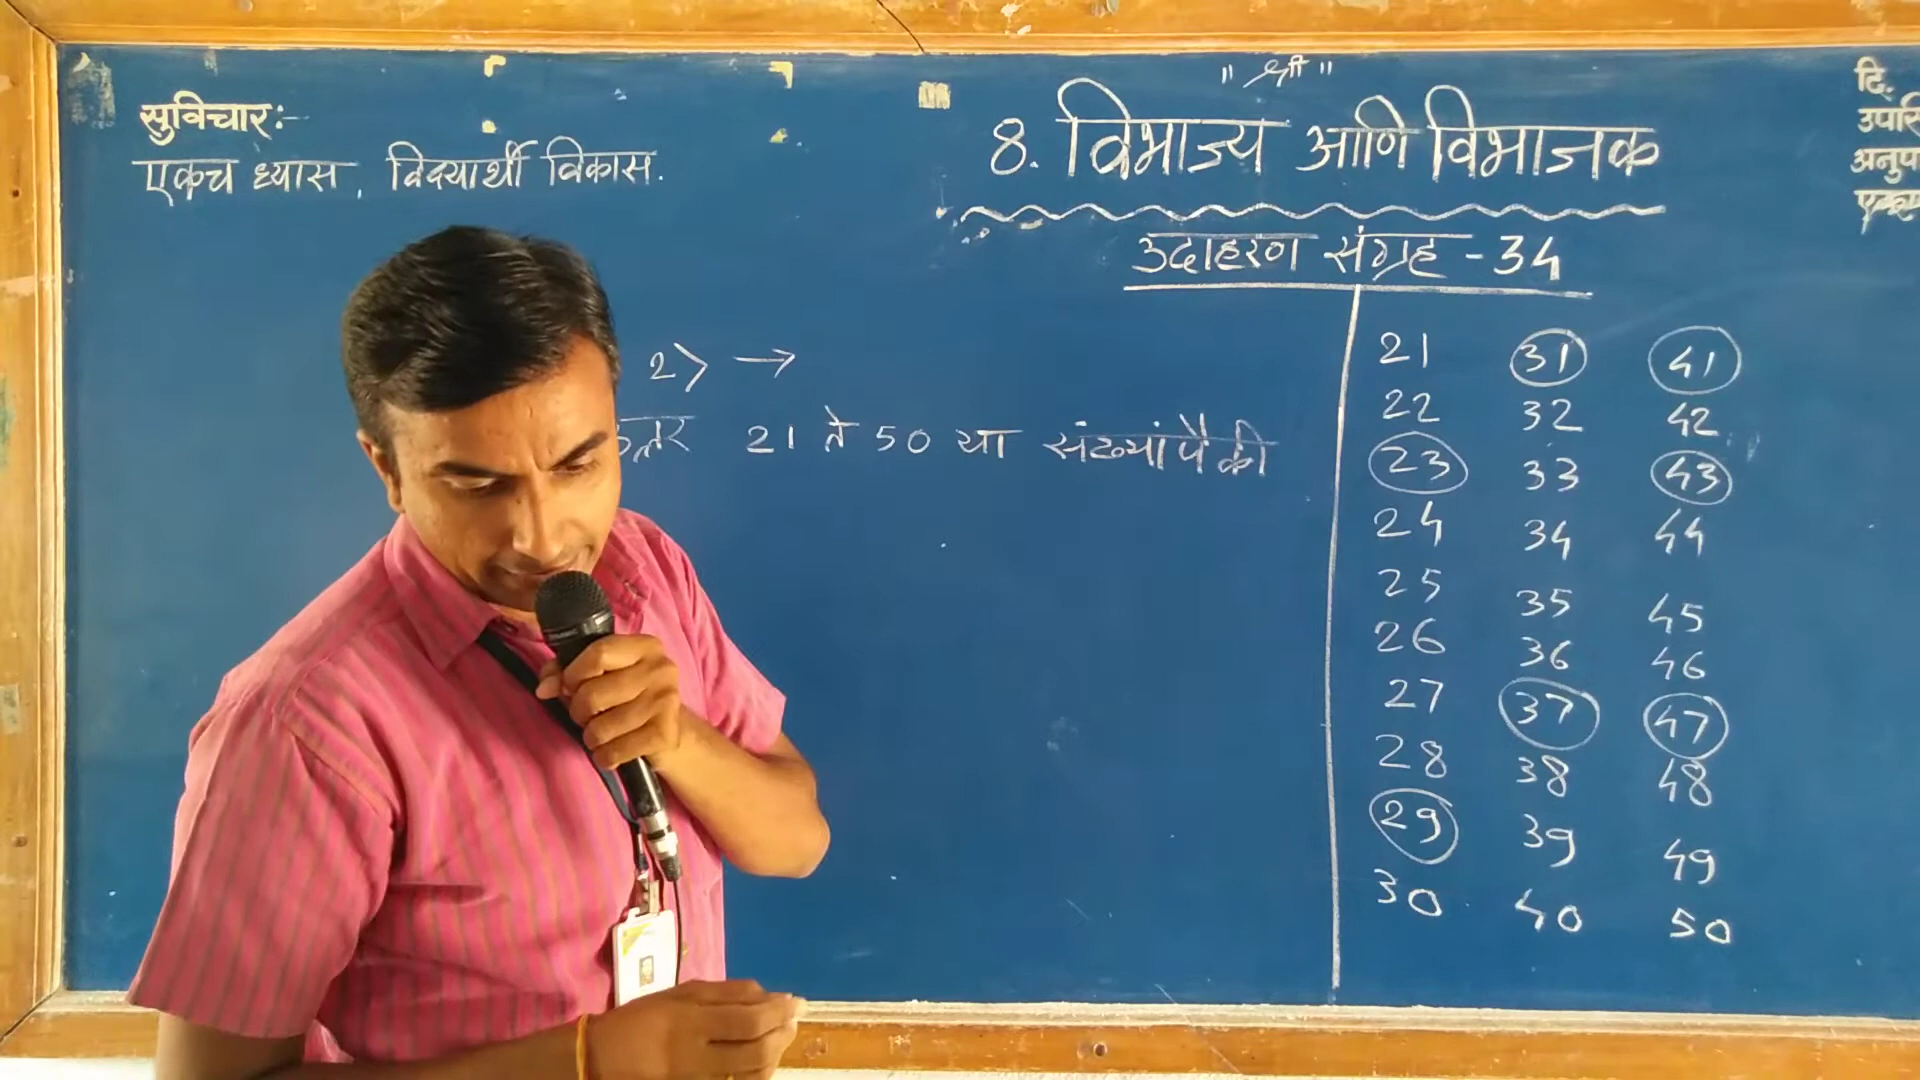 सुविचार:-
एकच ध्यास, विद्यार्थी विकास.
" श्री "
8. विभाज्य आणि विभाजक
उदाहरण संग्रह - 34
2) →
उत्तर 21 ते 50 या संख्यांपैकी
21 31 41
22 32 42
23 33 43
24 34 44
25 35 45
26 36 46
27 37 47
28 38 48
29 39 49
30 40 50
दि.